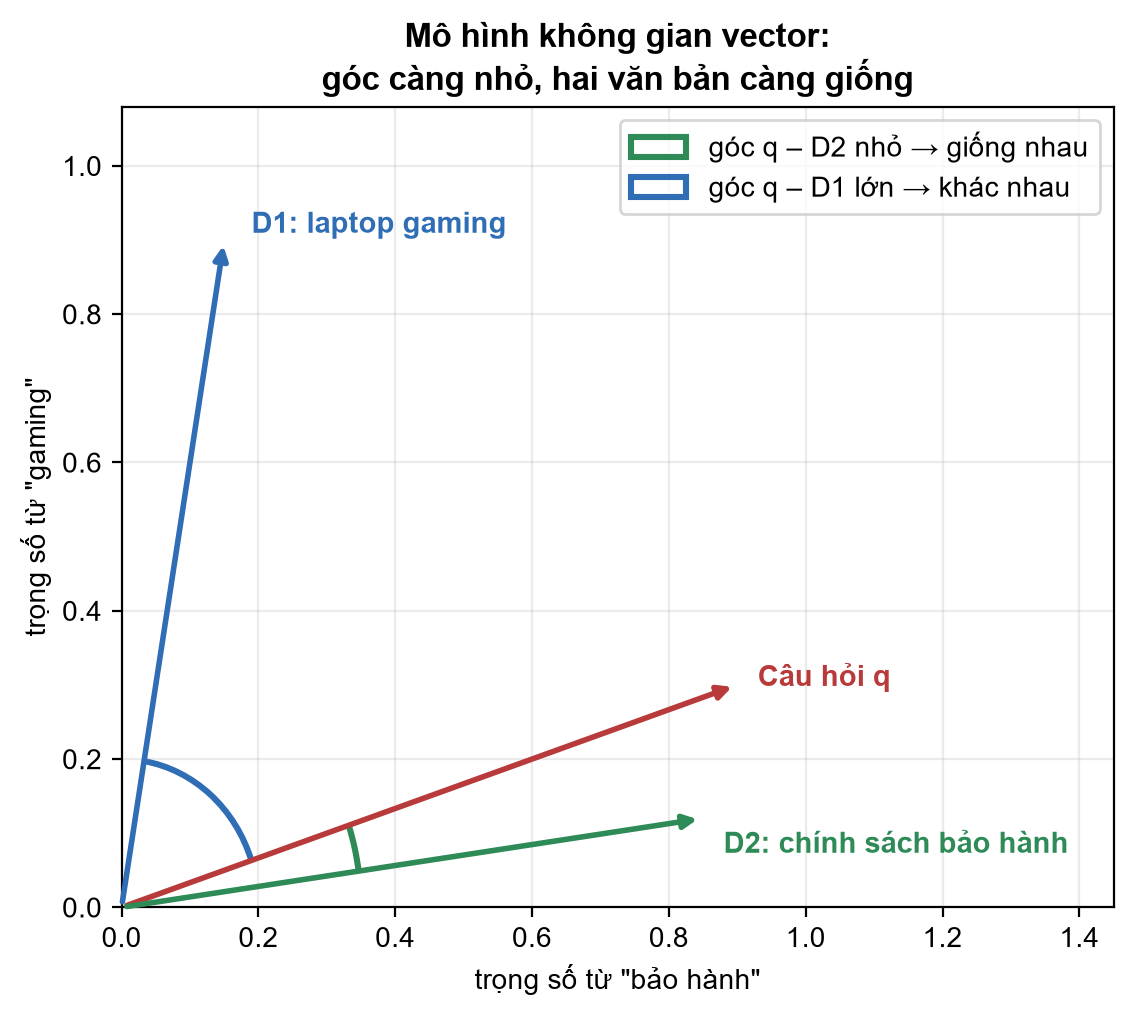 Mô hình không gian vector:
góc càng nhỏ, hai văn bản càng giống
góc q – D2 nhỏ → giống nhau
góc q – D1 lớn → khác nhau
D1: laptop gaming
Câu hỏi q
D2: chính sách bảo hành
trọng số từ "gaming"
1.0
0.8
0.6
0.4
0.2
0.0
0.0 0.2 0.4 0.6 0.8 1.0 1.2 1.4
trọng số từ "bảo hành"